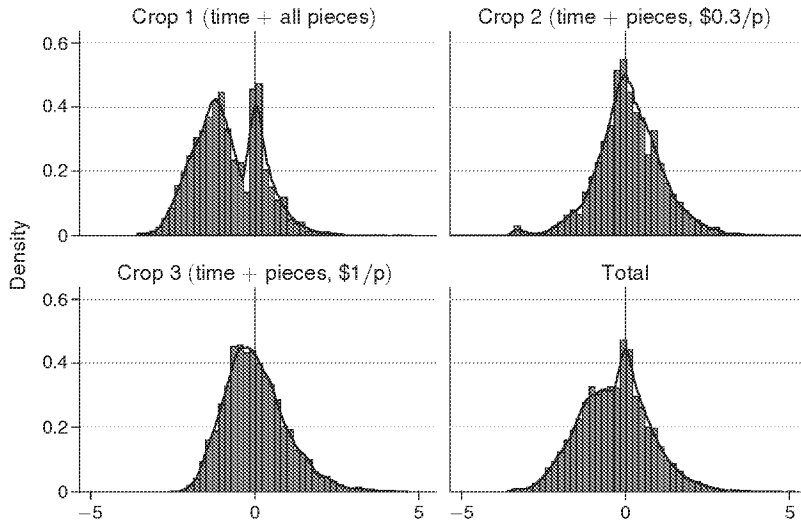 Crop 1 (time + all pieces)
Crop 2 (time + pieces, $0.3/p)
0.6
0.4
0.2
0
Density
Crop 3 (time + pieces, $1/p)
Total
0.6
0.4
0.2
0
−5
0
5
−5
0
5